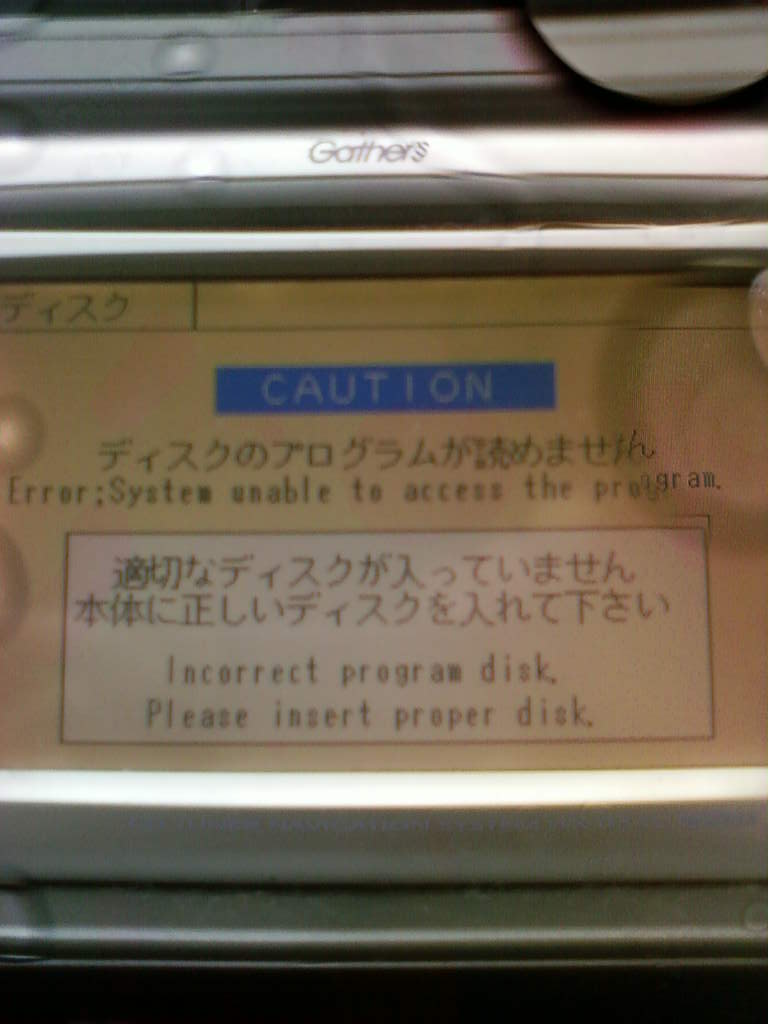 Gathers
ディスク
CAUTION
ディスクのプログラムが読めません
Error;System unable to access the program.
適切なディスクが入っていません
本体に正しいディスクを入れて下さい
Incorrect program disk.
Please insert proper disk.